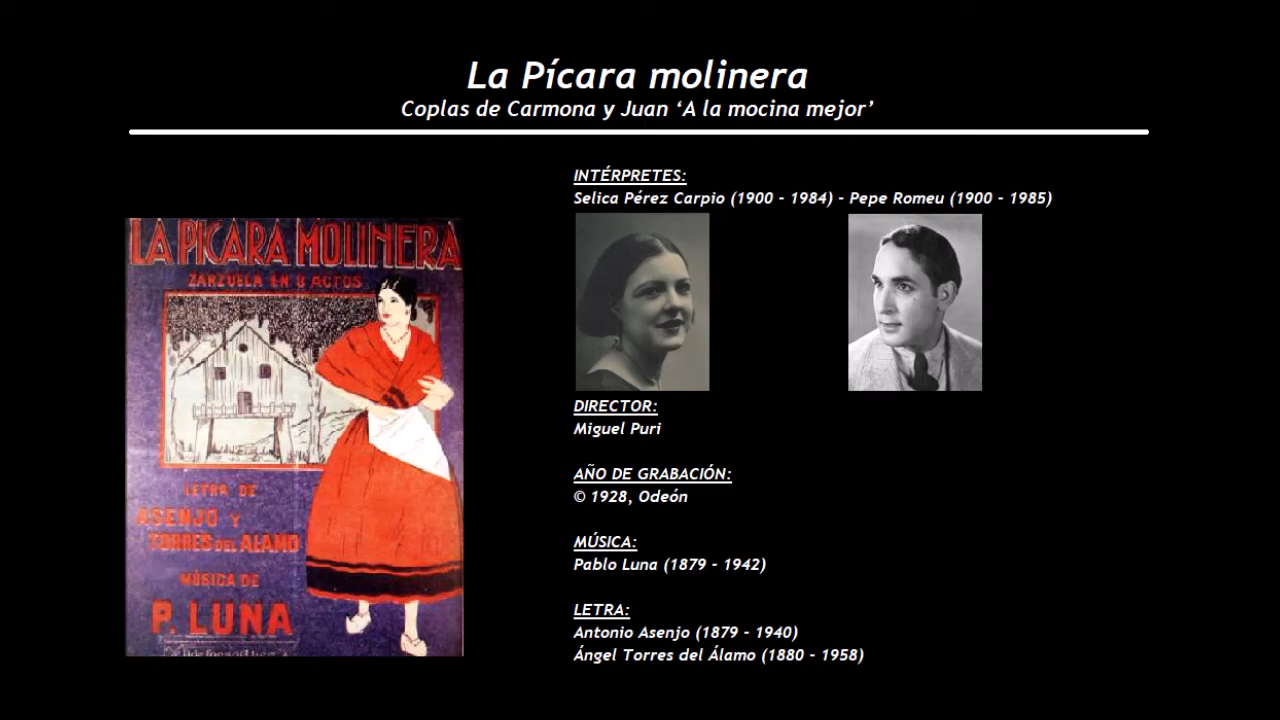 La Pícara molinera
Coplas de Carmona y Juan ‘A la mocina mejor’
INTÉRPRETES:
Selica Pérez Carpio (1900 - 1984) - Pepe Romeu (1900 - 1985)
DIRECTOR:
Miguel Puri
AÑO DE GRABACIÓN:
© 1928, Odeón
MÚSICA:
Pablo Luna (1879 - 1942)
LETRA:
Antonio Asenjo (1879 - 1940)
Ángel Torres del Álamo (1880 - 1958)
LA PICARA MOLINERA
ZARZUELA EN 3 ACTOS
LETRA DE
ASENJO Y
TORRES DEL ALAMO
MÚSICA DE
P. LUNA